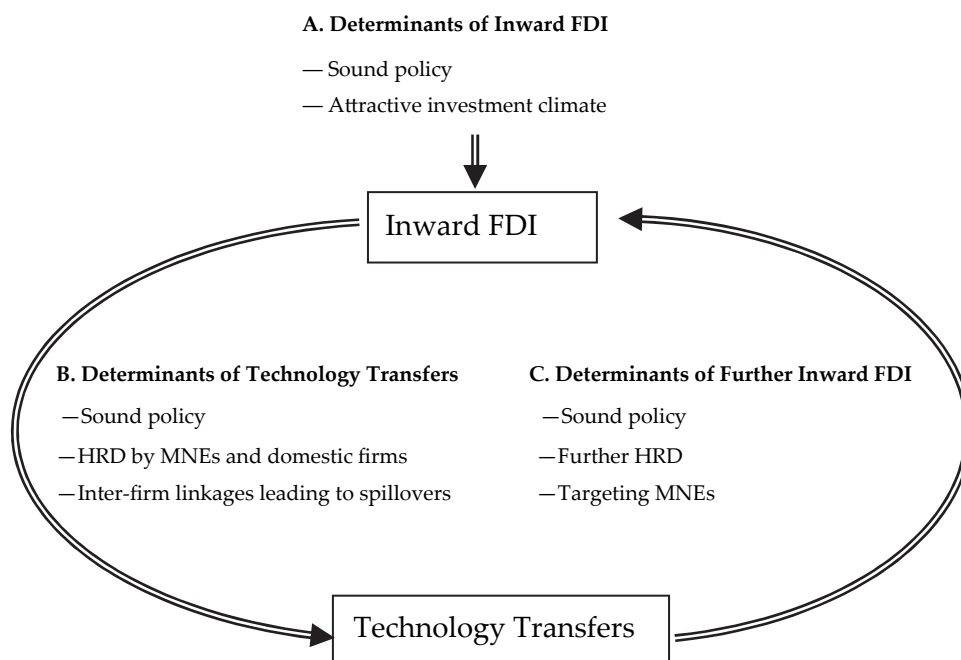 A. Determinants of Inward FDI
— Sound policy
— Attractive investment climate
Inward FDI
B. Determinants of Technology Transfers
—Sound policy
—HRD by MNEs and domestic firms
—Inter-firm linkages leading to spillovers
C. Determinants of Further Inward FDI
—Sound policy
—Further HRD
—Targeting MNEs
Technology Transfers